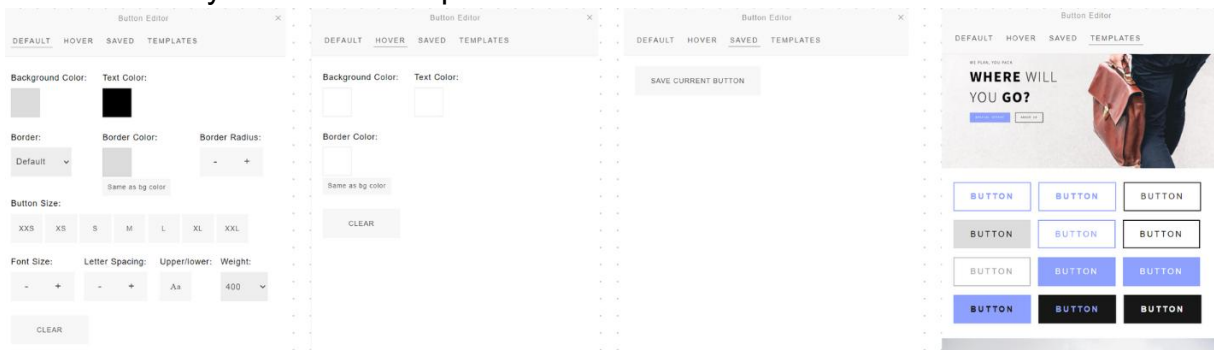 Button Editor ×
DEFAULT HOVER SAVED TEMPLATES
Background Color: Text Color:
Border: Border Color: Border Radius:
Default - +
Same as bg color
Button Size:
XXS XS S M L XL XXL
Font Size: Letter Spacing: Upper/lower: Weight:
- + - + Aa 400
CLEAR
Button Editor ×
DEFAULT HOVER SAVED TEMPLATES
Background Color: Text Color:
Border Color:
Same as bg color
CLEAR
Button Editor ×
DEFAULT HOVER SAVED TEMPLATES
SAVE CURRENT BUTTON
Button Editor
DEFAULT HOVER SAVED TEMPLATES
WE PLAN, YOU PACK
WHERE WILL
YOU GO?
BUTTON BUTTON BUTTON
BUTTON BUTTON BUTTON
BUTTON BUTTON BUTTON
BUTTON BUTTON BUTTON